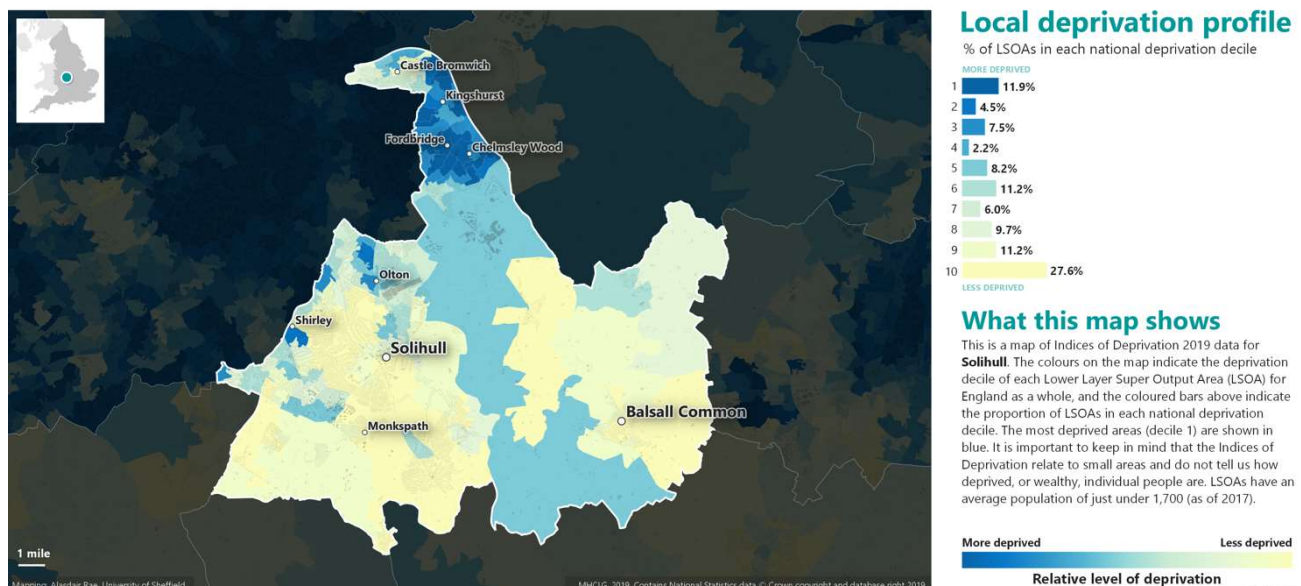 Castle Bromwich
Kingshurst
Fordbridge
Chelmsley Wood
Olton
Shirley
Solihull
Balsall Common
Monkspath
1 mile
Mapping: Alasdair Rae, University of Sheffield
MHCLG, 2019. Contains National Statistics data © Crown copyright and database right 2019
Local deprivation profile
% of LSOAs in each national deprivation decile
MORE DEPRIVED
1 11.9%
2 4.5%
3 7.5%
4 2.2%
5 8.2%
6 11.2%
7 6.0%
8 9.7%
9 11.2%
10 27.6%
LESS DEPRIVED
What this map shows
This is a map of Indices of Deprivation 2019 data for
Solihull. The colours on the map indicate the deprivation
decile of each Lower Layer Super Output Area (LSOA) for
England as a whole, and the coloured bars above indicate
the proportion of LSOAs in each national deprivation
decile. The most deprived areas (decile 1) are shown in
blue. It is important to keep in mind that the Indices of
Deprivation relate to small areas and do not tell us how
deprived, or wealthy, individual people are. LSOAs have an
average population of just under 1,700 (as of 2017).
More deprived Less deprived
Relative level of deprivation